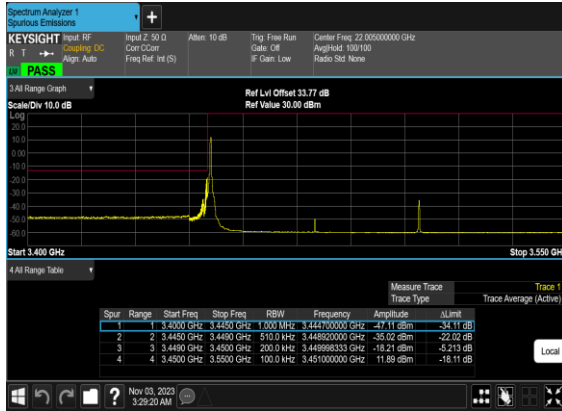 Spectrum Analyzer 1
Spurious Emissions
+
KEYSIGHT Input: RF Input Z: 50 Ω Atten: 10 dB Trig: Free Run Center Freq: 22.005000000 GHz
R T Coupling: DC Corr CCorr Gate: Off Avg|Hold: 100/100
Align: Auto Freq Ref: Int (S) IF Gain: Low Radio Std: None
PASS
3 All Range Graph
Ref Lvl Offset 33.77 dB
Scale/Div 10.0 dB Ref Value 30.00 dBm
Log
20.0
10.0
0.00
-10.0
-20.0
-30.0
-40.0
-50.0
-60.0
Start 3.400 GHz Stop 3.550 GH
4 All Range Table
Measure Trace Trace 1
Trace Type Trace Average (Active)
Spur Range Start Freq Stop Freq RBW Frequency Amplitude ΔLimit
1 1 3.4000 GHz 3.4450 GHz 1.000 MHz 3.444700000 GHz -47.11 dBm -34.11 dB
2 2 3.4450 GHz 3.4490 GHz 510.0 kHz 3.448920000 GHz -35.02 dBm -22.02 dB
3 3 3.4490 GHz 3.4500 GHz 200.0 kHz 3.449998333 GHz -18.21 dBm -5.213 dB
4 4 3.4500 GHz 3.5500 GHz 100.0 kHz 3.451000000 GHz 11.89 dBm -18.11 dB
Local
?
Nov 03, 2023
3:29:20 AM